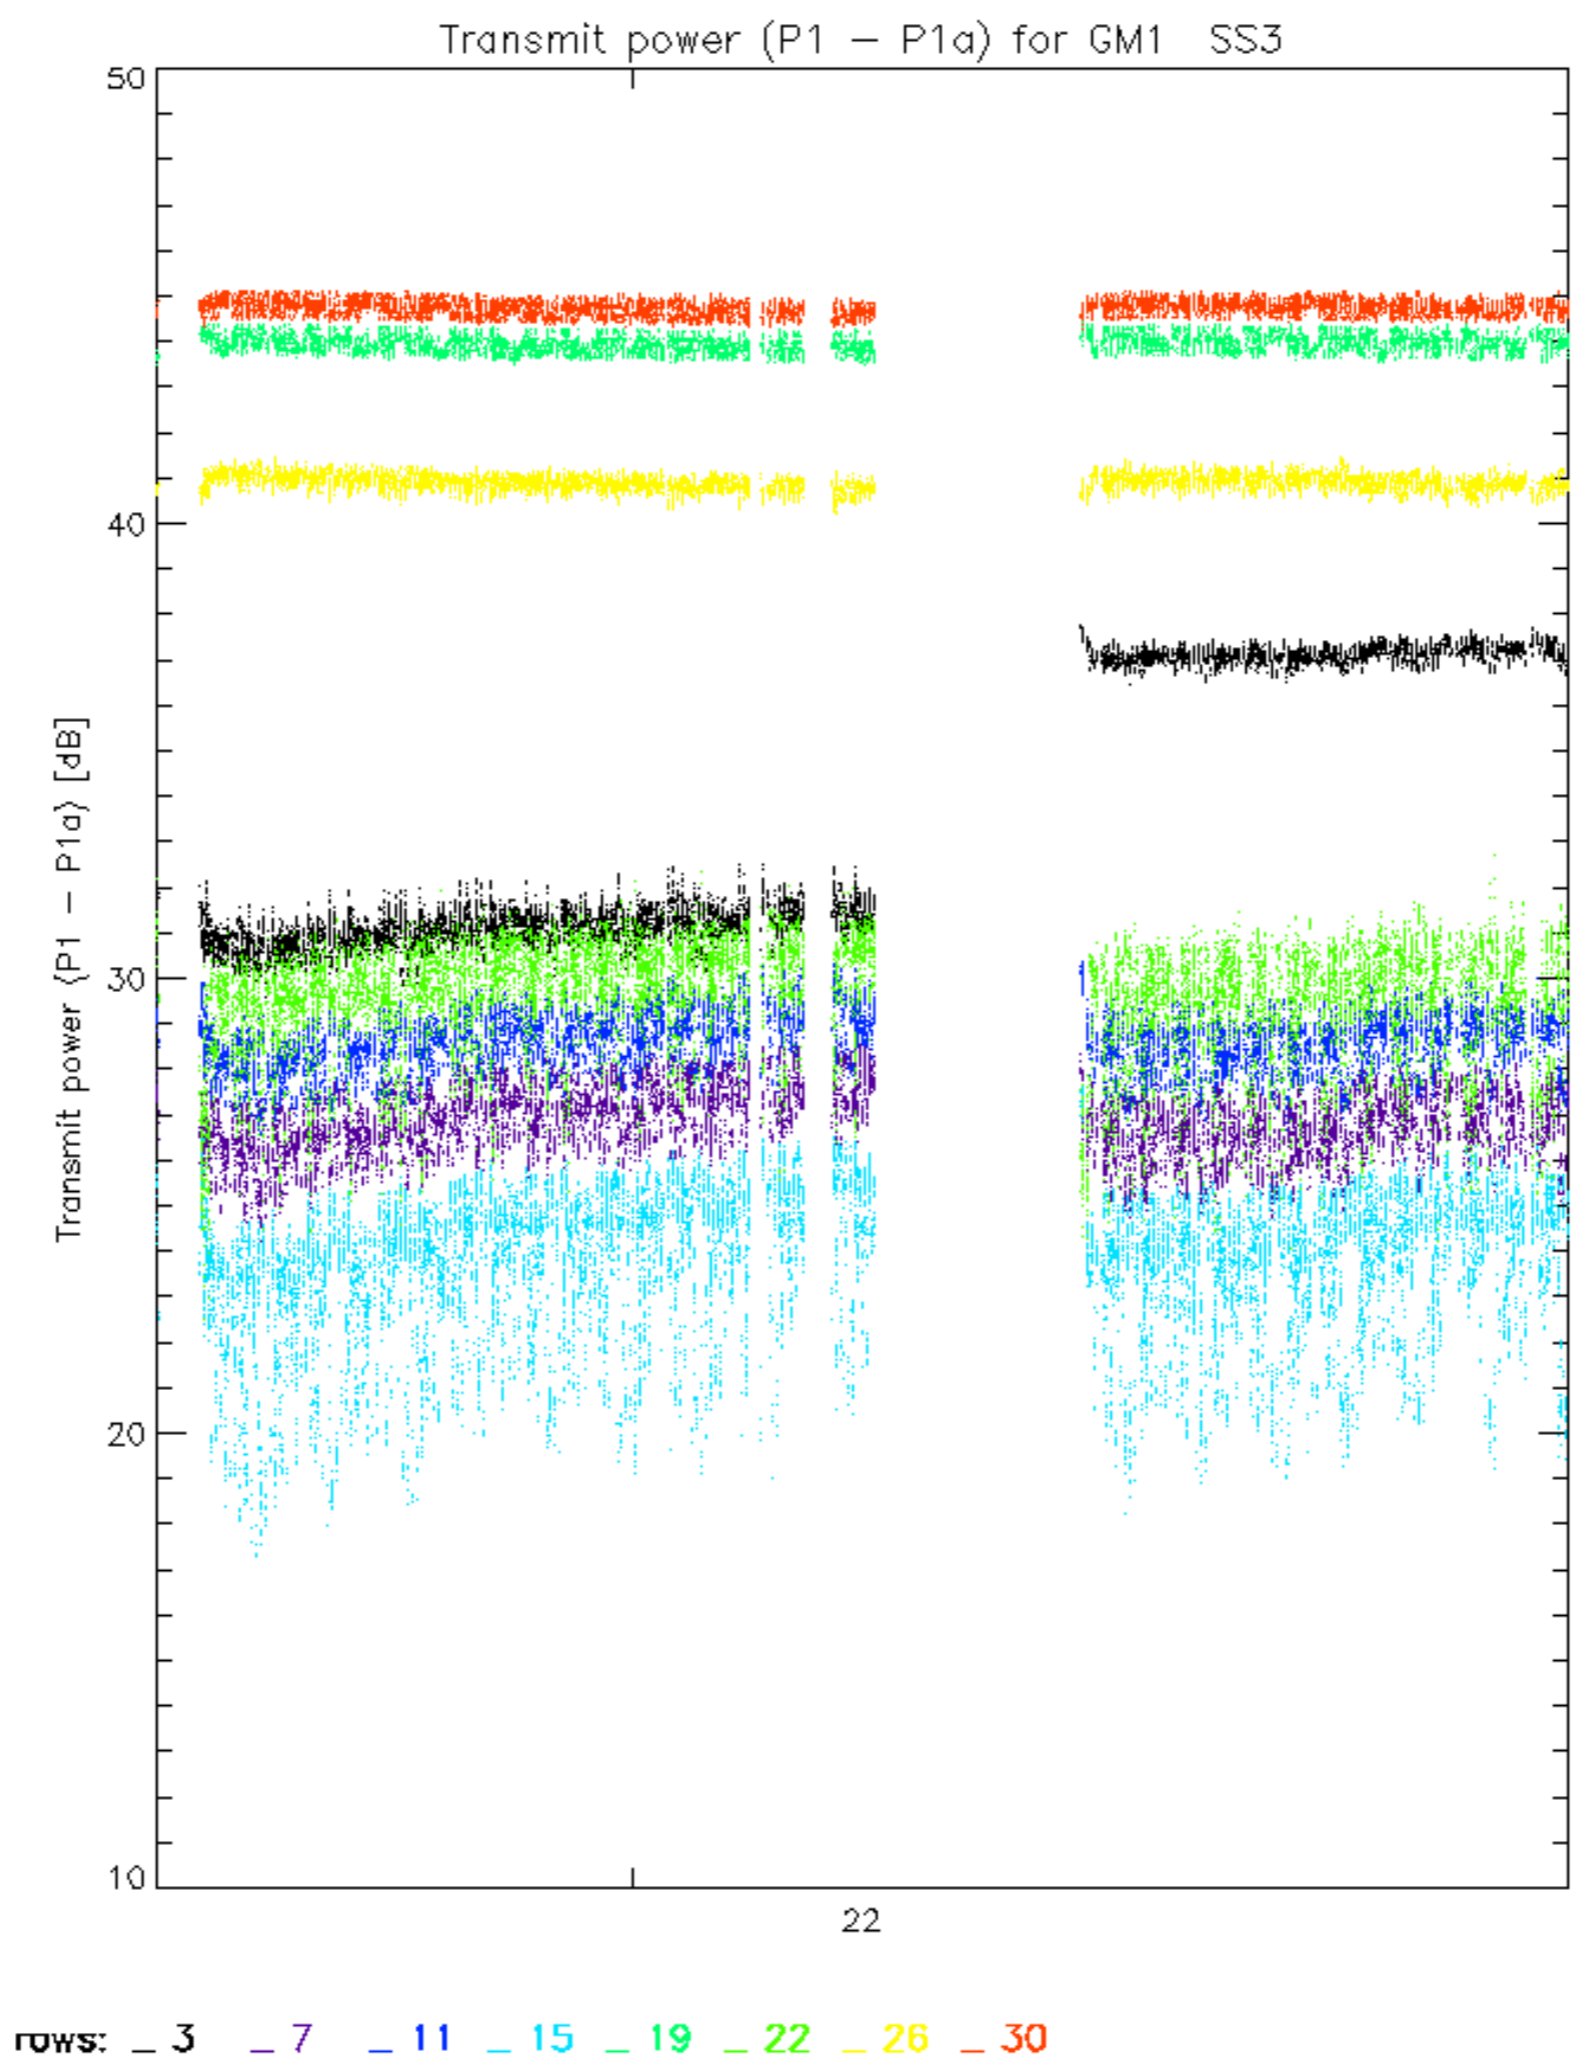 Transmit power (P1 - P1a) for GM1 SS3
50
40
30
20
10
Transmit power (P1 - P1a) [dB]
22
rows: _ 3 _ 7 _ 11 _ 15 _ 19 _ 22 _ 26 _ 30